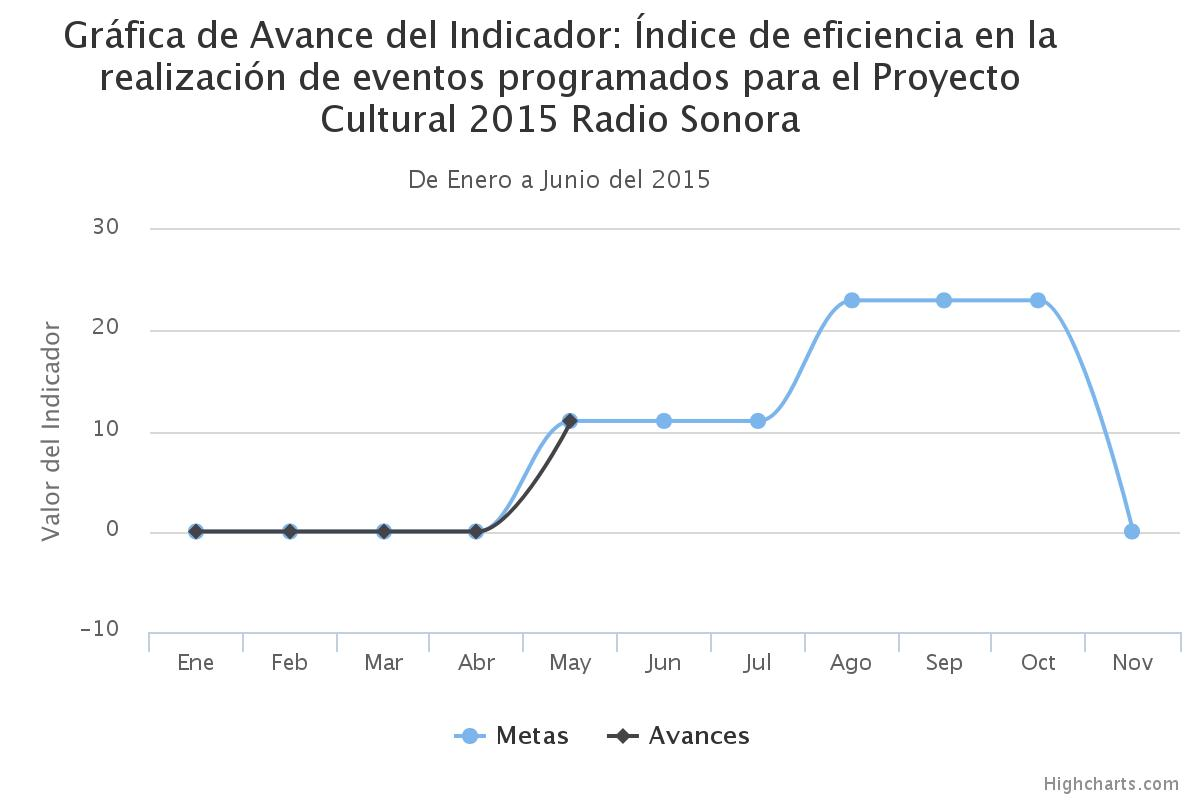 Gráfica de Avance del Indicador: Índice de eficiencia en la
realización de eventos programados para el Proyecto
Cultural 2015 Radio Sonora
De Enero a Junio del 2015
Valor del Indicador
30
20
10
0
-10
Ene Feb Mar Abr May Jun Jul Ago Sep Oct Nov
Metas Avances
Highcharts.com